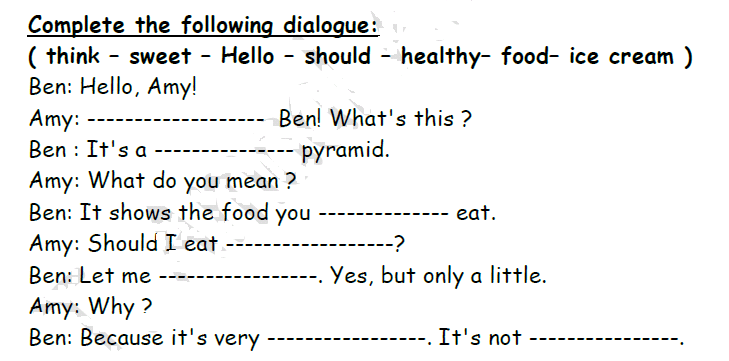 Complete the following dialogue:
( think – sweet – Hello – should – healthy– food– ice cream )
Ben: Hello, Amy!
Amy: ------------------- Ben! What's this ?
Ben : It's a --------------- pyramid.
Amy: What do you mean ?
Ben: It shows the food you -------------- eat.
Amy: Should I eat ------------------?
Ben: Let me -----------------. Yes, but only a little.
Amy: Why ?
Ben: Because it's very -----------------. It's not ----------------.